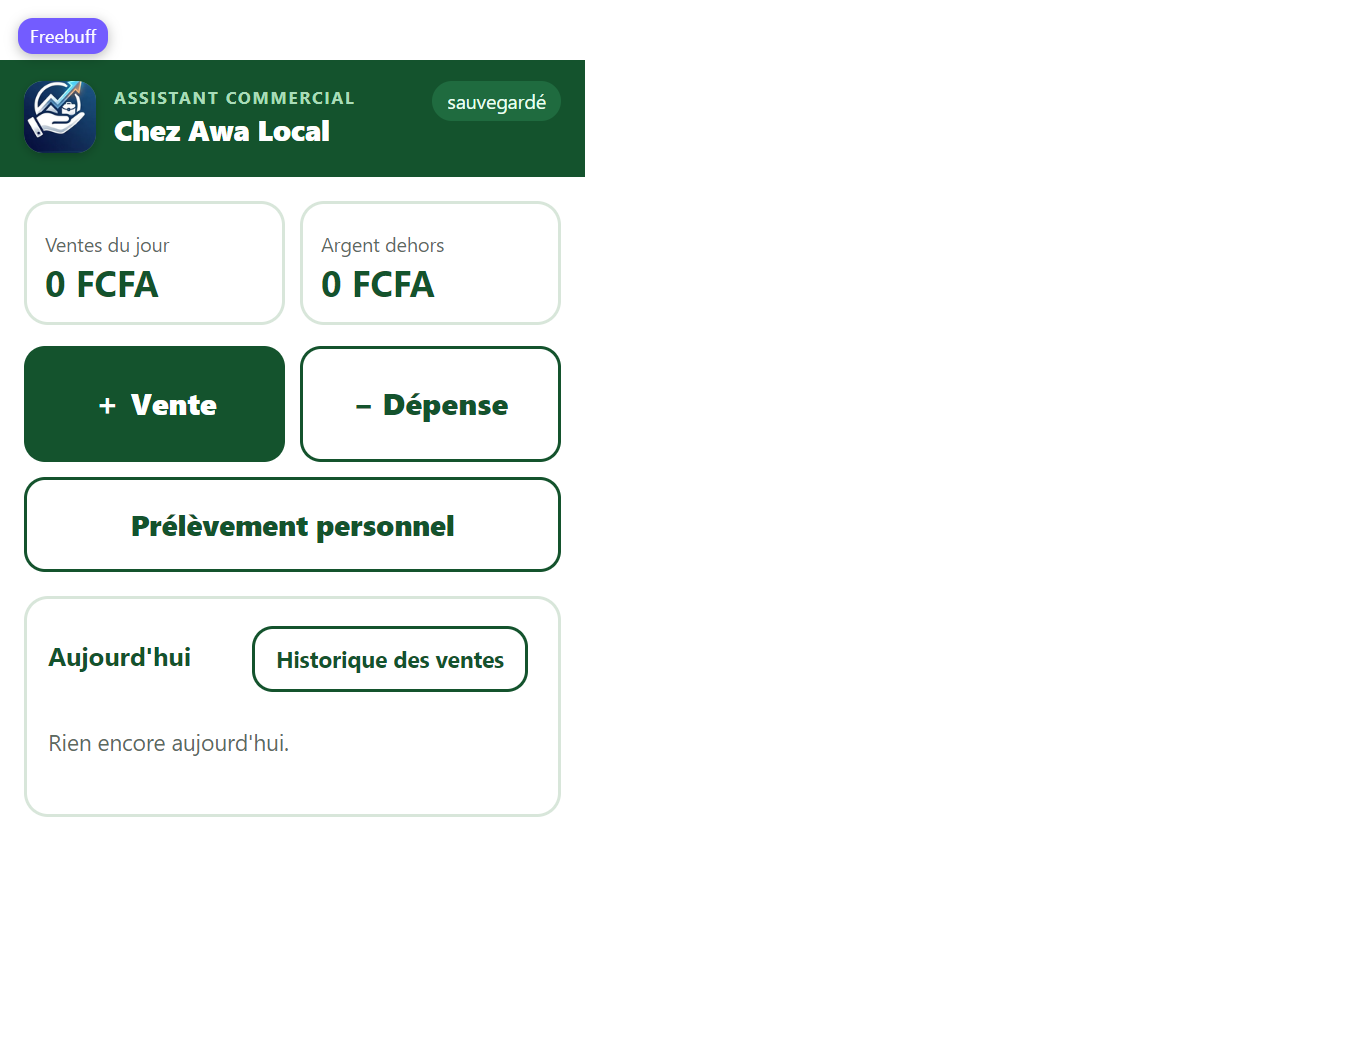 Freebuff
ASSISTANT COMMERCIAL
Chez Awa Local
sauvegardé
Ventes du jour
0 FCFA
Argent dehors
0 FCFA
+ Vente
− Dépense
Prélèvement personnel
Aujourd'hui
Historique des ventes
Rien encore aujourd'hui.